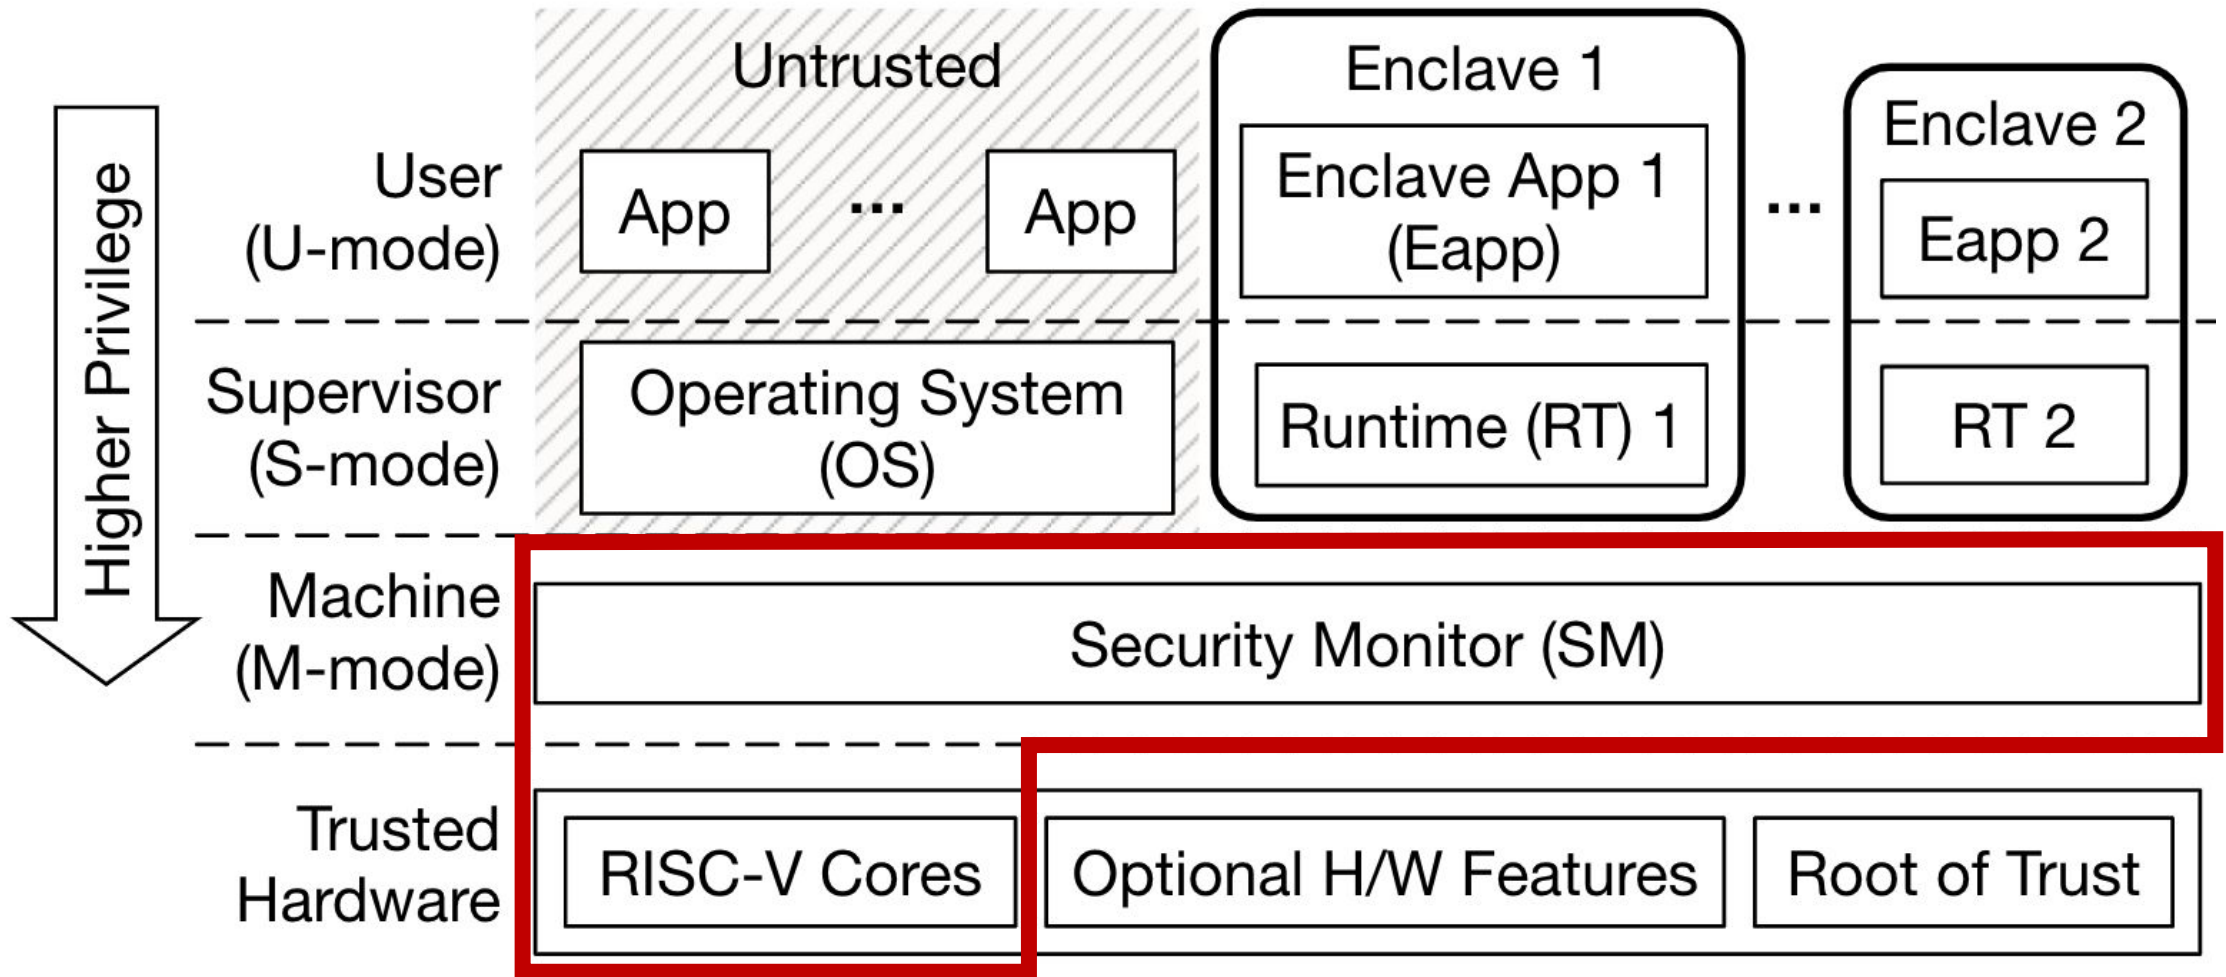 Higher Privilege
Untrusted
Enclave 1
Enclave 2
User
(U-mode)
App
...
App
Enclave App 1
(Eapp)
...
Eapp 2
Supervisor
(S-mode)
Operating System
(OS)
Runtime (RT) 1
RT 2
Machine
(M-mode)
Security Monitor (SM)
Trusted
Hardware
RISC-V Cores
Optional H/W Features
Root of Trust